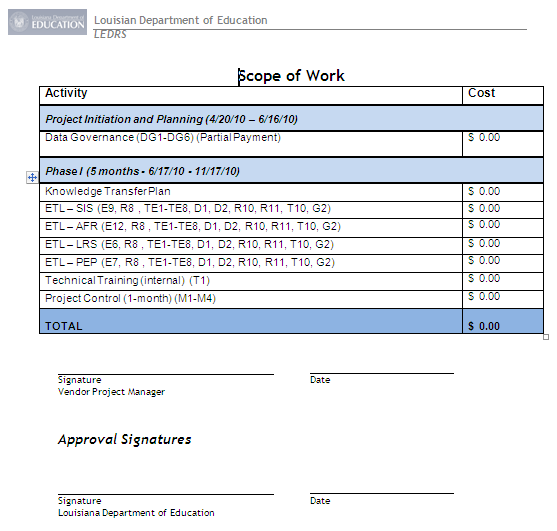 Louisiana Department of
EDUCATION
Louisian Department of Education
LEDRS
Scope of Work
Activity Cost
Project Initiation and Planning (4/20/10 – 6/16/10)
Data Governance (DG1-DG6) (Partial Payment) $ 0.00
Phase I (5 months - 6/17/10 - 11/17/10)
Knowledge Transfer Plan $ 0.00
ETL – SIS (E9, R8 , TE1-TE8, D1, D2, R10, R11, T10, G2) $ 0.00
ETL – AFR (E12, R8 , TE1-TE8, D1, D2, R10, R11, T10, G2) $ 0.00
ETL – LRS (E6, R8 , TE1-TE8, D1, D2, R10, R11, T10, G2) $ 0.00
ETL – PEP (E7, R8 , TE1-TE8, D1, D2, R10, R11, T10, G2) $ 0.00
Technical Training (internal) (T1) $ 0.00
Project Control (1-month) (M1-M4) $ 0.00
TOTAL $ 0.00
Signature Date
Vendor Project Manager
Approval Signatures
Signature Date
Louisiana Department of Education